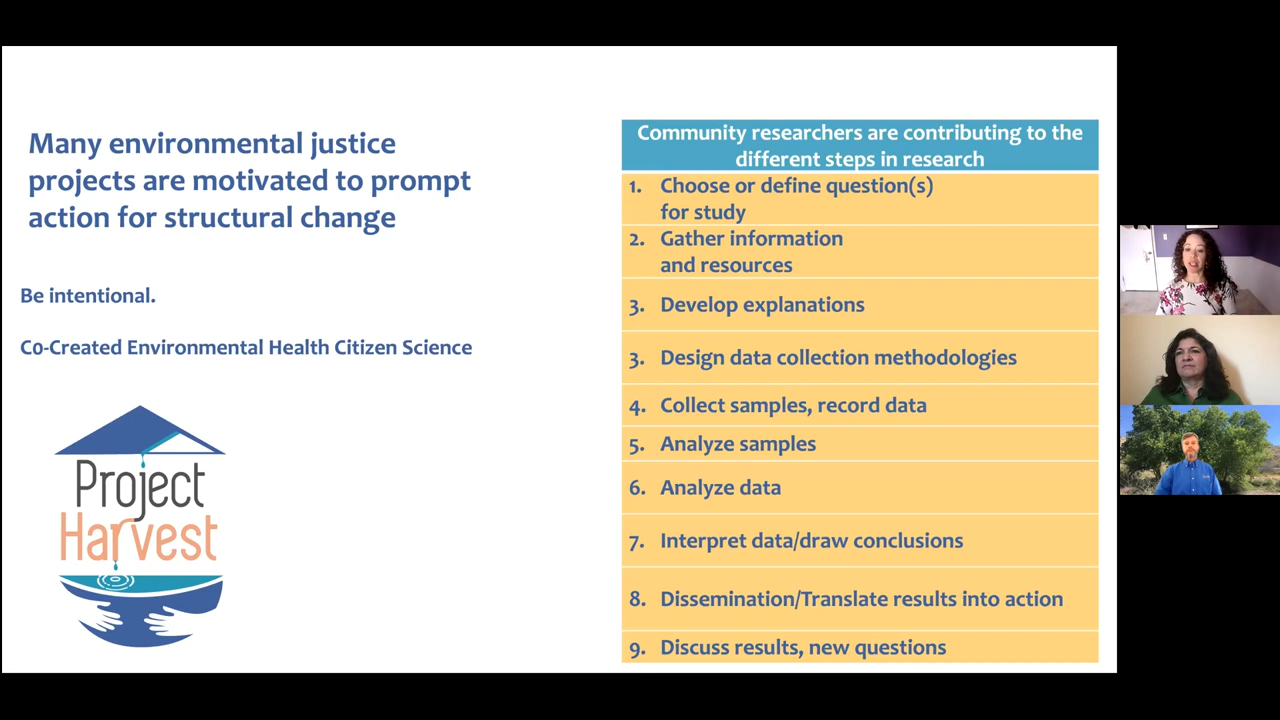 Many environmental justice
projects are motivated to prompt
action for structural change
Be intentional.
C0-Created Environmental Health Citizen Science
Project
Harvest
Community researchers are contributing to the
different steps in research
1. Choose or define question(s)
for study
2. Gather information
and resources
3. Develop explanations
3. Design data collection methodologies
4. Collect samples, record data
5. Analyze samples
6. Analyze data
7. Interpret data/draw conclusions
8. Dissemination/Translate results into action
9. Discuss results, new questions